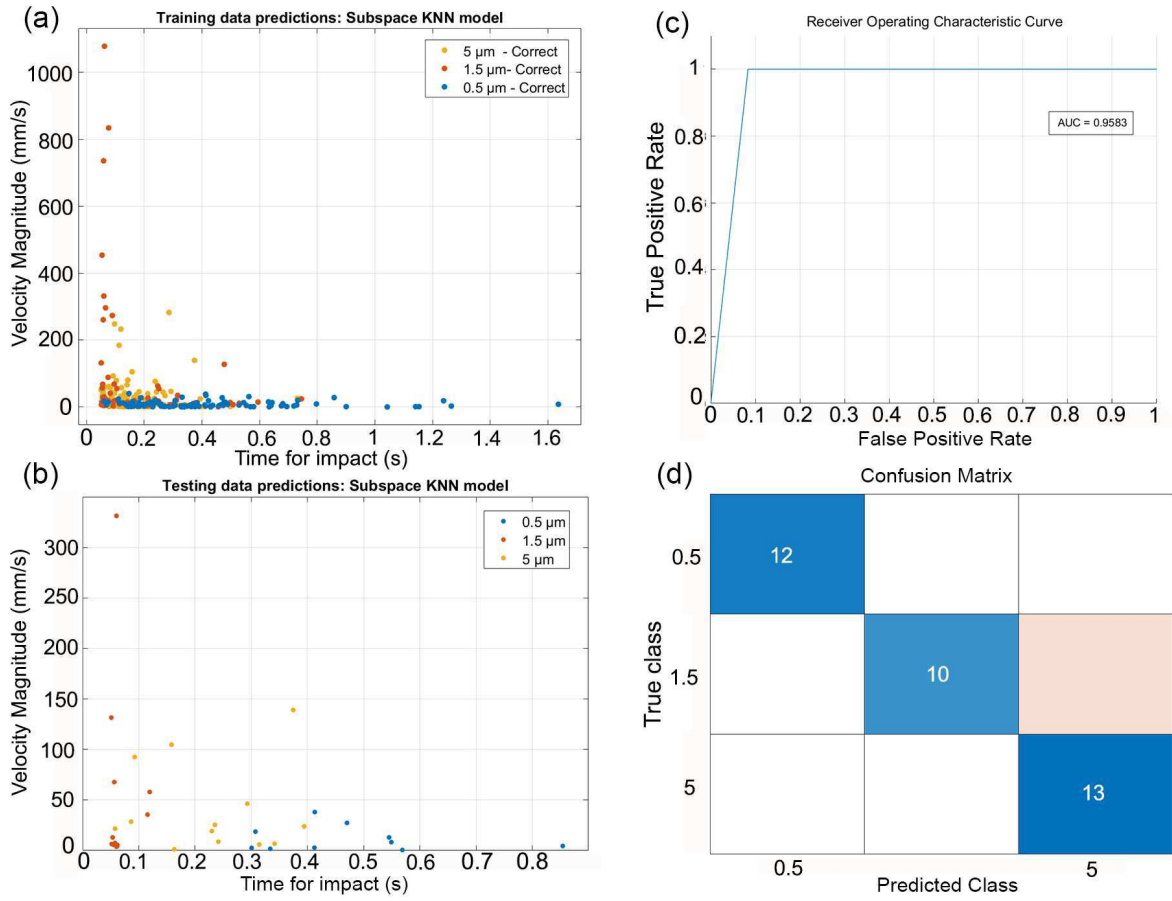 (a)
Training data predictions: Subspace KNN model
5 µm - Correct
1.5 µm- Correct
0.5 µm - Correct
1000
800
600
400
200
0
Velocity Magnitude (mm/s)
0 0.2 0.4 0.6 0.8 1 1.2 1.4 1.6
Time for impact (s)
(b)
Testing data predictions: Subspace KNN model
0.5 µm
1.5 µm
5 µm
300
250
200
150
100
50
0
Velocity Magnitude (mm/s)
0 0.1 0.2 0.3 0.4 0.5 0.6 0.7 0.8
Time for impact (s)
(c)
Receiver Operating Characteristic Curve
AUC = 0.9583
1
0.8
0.6
0.4
0.2
0
True Positive Rate
0 0.1 0.2 0.3 0.4 0.5 0.6 0.7 0.8 0.9 1
False Positive Rate
(d)
Confusion Matrix
0.5
12
1.5
10
5
13
True class
0.5 5
Predicted Class